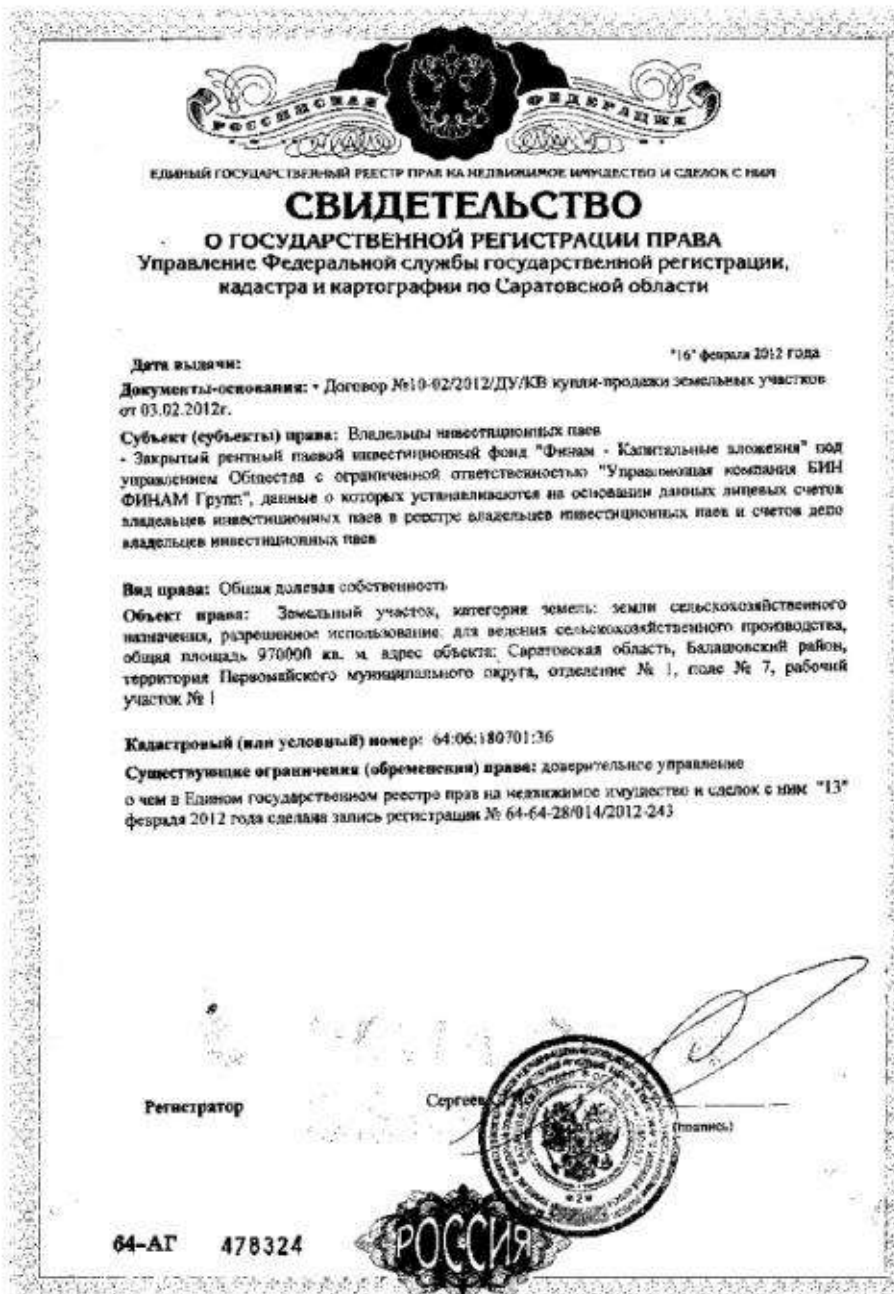 РОССИЙСКАЯ ФЕДЕРАЦИЯ
ЕДИНЫЙ ГОСУДАРСТВЕННЫЙ РЕЕСТР ПРАВ НА НЕДВИЖИМОЕ ИМУЩЕСТВО И СДЕЛОК С НИМ
СВИДЕТЕЛЬСТВО
О ГОСУДАРСТВЕННОЙ РЕГИСТРАЦИИ ПРАВА
Управление Федеральной службы государственной регистрации,
кадастра и картографии по Саратовской области
Дата выдачи: "16" февраля 2012 года
Документы-основания: • Договор №10-02/2012/ДУ/КВ купли-продажи земельных участков
от 03.02.2012г.
Субъект (субъекты) права: Владельцы инвестиционных паев
- Закрытый рентный паевой инвестиционный фонд "Финам - Капитальные вложения" под
управлением Общества с ограниченной ответственностью "Управляющая компания БИН
ФИНАМ Групп", данные о которых устанавливаются на основании данных лицевых счетов
владельцев инвестиционных паев в реестре владельцев инвестиционных паев и счетов депо
владельцев инвестиционных паев
Вид права: Общая долевая собственность
Объект права: Земельный участок, категория земель: земли сельскохозяйственного
назначения, разрешенное использование: для ведения сельскохозяйственного производства,
общая площадь 970000 кв. м, адрес объекта: Саратовская область, Балашовский район,
территория Первомайского муниципального округа, отделение № 1, поле № 7, рабочий
участок № 1
Кадастровый (или условный) номер: 64:06:180701:36
Существующие ограничения (обременения) права: доверительное управление
о чем в Едином государственном реестре прав на недвижимое имущество и сделок с ним "13"
февраля 2012 года сделана запись регистрации № 64-64-28/014/2012-243
Регистратор Сергеев
(подпись)
64-АГ 478324
РОССИЯ